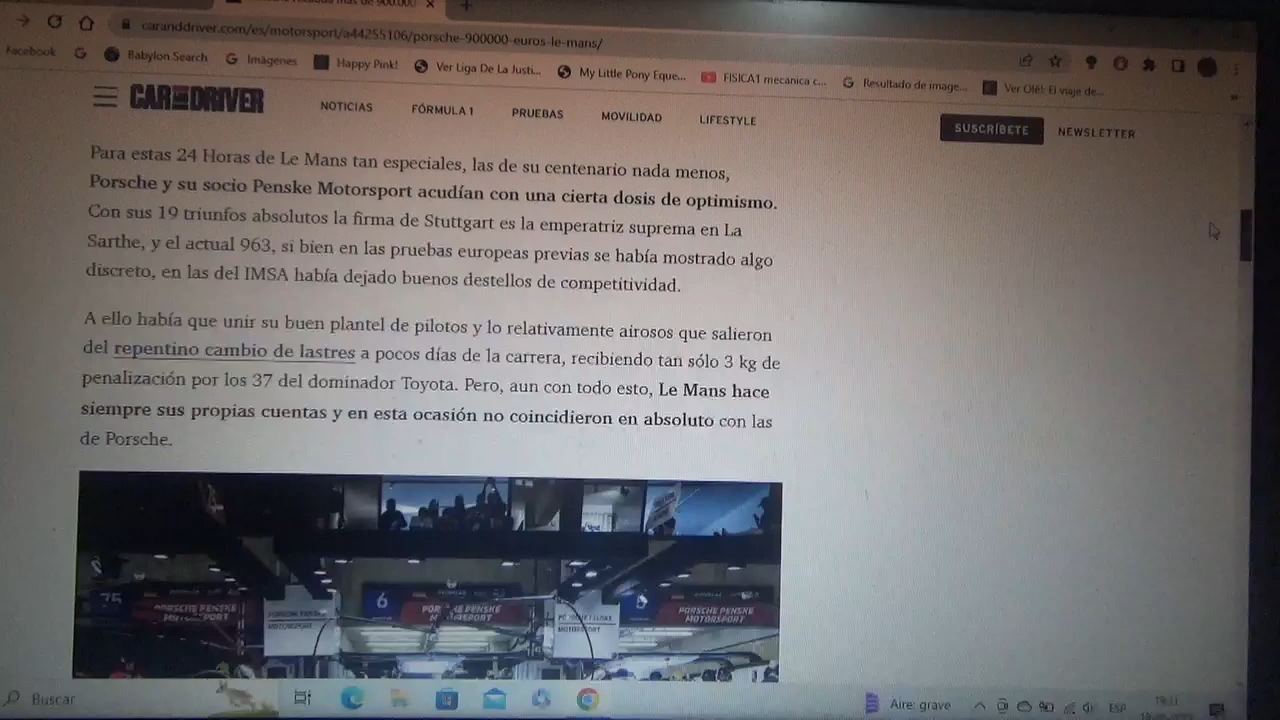 caranddriver.com/es/motorsport/a44255106/porsche-900000-euros-le-mans/
Facebook
Babylon Search
Imágenes
Happy Pink!
Ver Liga De La Justi...
My Little Pony Eque...
FISICA1 mecanica c...
Resultado de image...
Ver Olé!: El viaje de...
CAR AND DRIVER
NOTICIAS
FÓRMULA 1
PRUEBAS
MOVILIDAD
LIFESTYLE
SUSCRÍBETE
NEWSLETTER
Para estas 24 Horas de Le Mans tan especiales, las de su centenario nada menos,
Porsche y su socio Penske Motorsport acudían con una cierta dosis de optimismo.
Con sus 19 triunfos absolutos la firma de Stuttgart es la emperatriz suprema en La
Sarthe, y el actual 963, si bien en las pruebas europeas previas se había mostrado algo
discreto, en las del IMSA había dejado buenos destellos de competitividad.
A ello había que unir su buen plantel de pilotos y lo relativamente airosos que salieron
del repentino cambio de lastres a pocos días de la carrera, recibiendo tan sólo 3 kg de
penalización por los 37 del dominador Toyota. Pero, aun con todo esto, Le Mans hace
siempre sus propias cuentas y en esta ocasión no coincidieron en absoluto con las
de Porsche.
75
PORSCHE PENSKE
MOTORSPORT
6
PORSCHE PENSKE
MOTORSPORT
PORSCHE PENSKE
MOTORSPORT
Buscar
Aire: grave
ESP